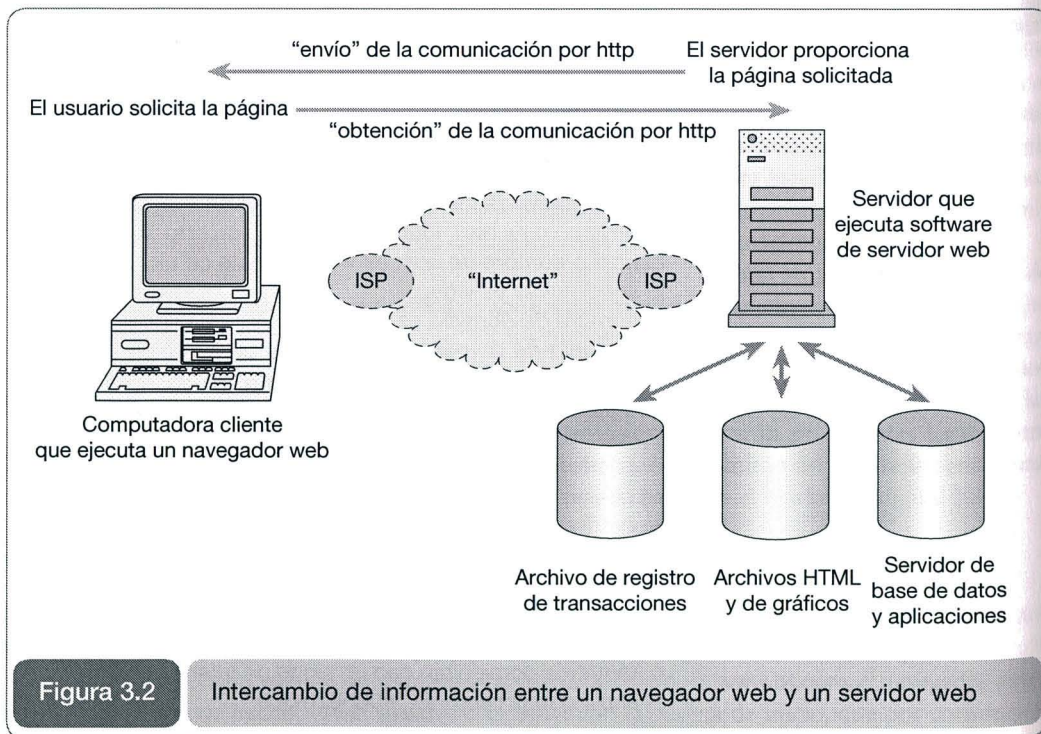 “envío” de la comunicación por http
El servidor proporciona
la página solicitada
El usuario solicita la página
“obtención” de la comunicación por http
Servidor que
ejecuta software
de servidor web
ISP
“Internet”
ISP
Computadora cliente
que ejecuta un navegador web
Archivo de registro
de transacciones
Archivos HTML
y de gráficos
Servidor de
base de datos
y aplicaciones
Figura 3.2
Intercambio de información entre un navegador web y un servidor web